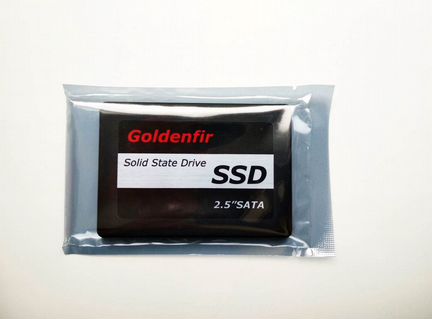 Goldenfir
Solid State Drive
SSD
2.5"SATA